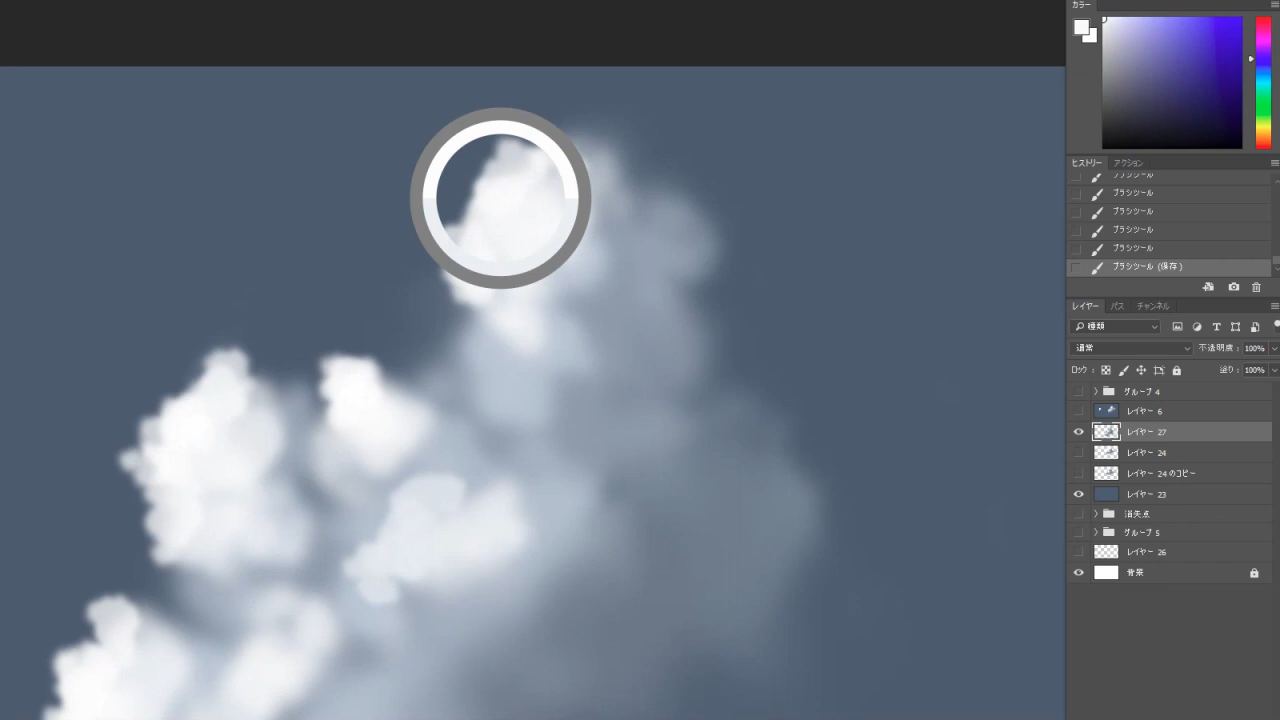 カラー
ヒストリー アクション
ブラシツール
ブラシツール
ブラシツール
ブラシツール
ブラシツール
ブラシツール (保存)
レイヤー パス チャンネル
種類
通常 不透明度 : 100%
ロック : 塗り : 100%
グループ 4
レイヤー 6
レイヤー 27
レイヤー 24
レイヤー 24 のコピー
レイヤー 23
消失点
グループ 5
レイヤー 26
背景